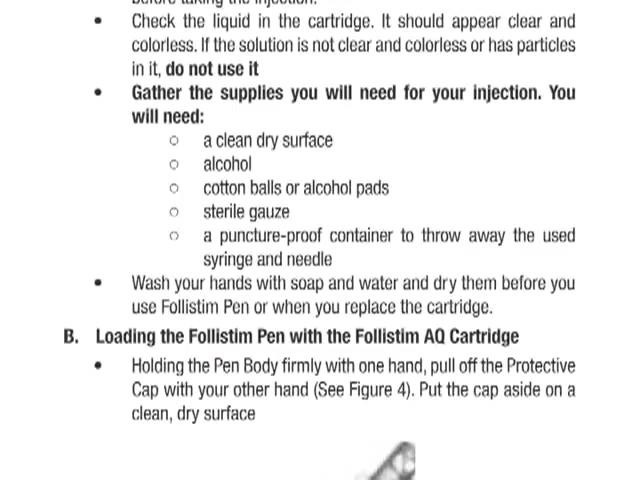 before taking the injection.
• Check the liquid in the cartridge. It should appear clear and
colorless. If the solution is not clear and colorless or has particles
in it, do not use it
• Gather the supplies you will need for your injection. You
will need:
○ a clean dry surface
○ alcohol
○ cotton balls or alcohol pads
○ sterile gauze
○ a puncture-proof container to throw away the used
syringe and needle
• Wash your hands with soap and water and dry them before you
use Follistim Pen or when you replace the cartridge.
B. Loading the Follistim Pen with the Follistim AQ Cartridge
• Holding the Pen Body firmly with one hand, pull off the Protective
Cap with your other hand (See Figure 4). Put the cap aside on a
clean, dry surface